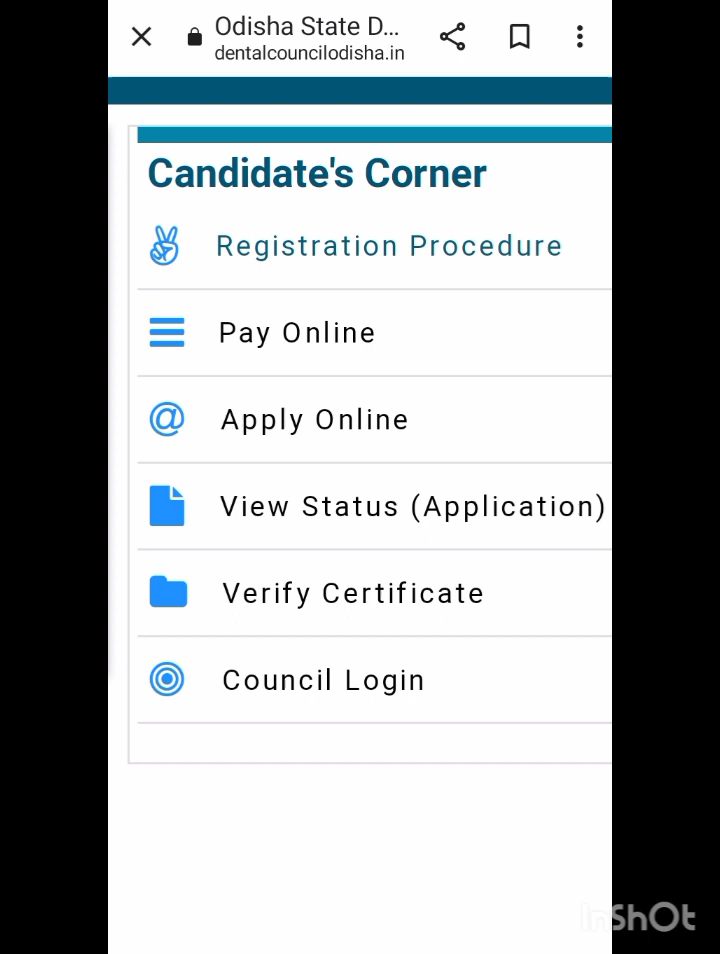 Odisha State D...
dentalcouncilodisha.in
Candidate's Corner
Registration Procedure
Pay Online
@ Apply Online
View Status (Application)
Verify Certificate
Council Login
InShOt